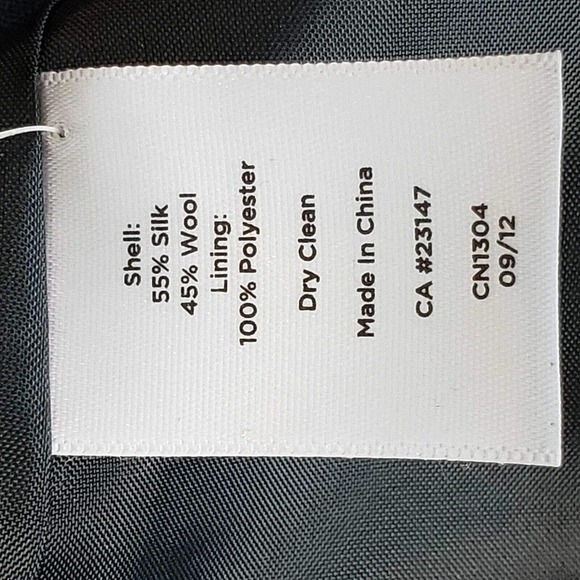 Shell:
55% Silk
45% Wool
Lining:
100% Polyester
Dry Clean
Made In China
CA #23147
CN1304
09/12